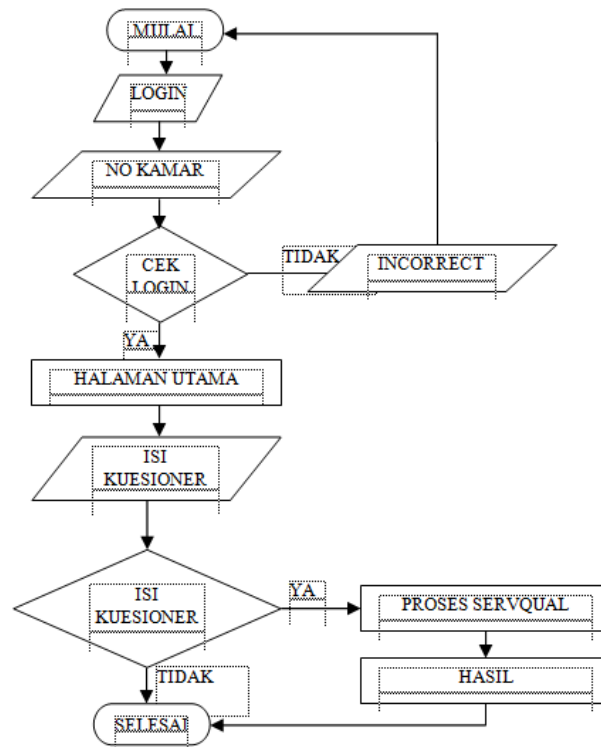 MULAI
LOGIN
NO KAMAR
CEK
LOGIN
TIDAK
INCORRECT
YA
HALAMAN UTAMA
ISI
KUESIONER
ISI
KUESIONER
YA
PROSES SERVQUAL
HASIL
TIDAK
SELESAI